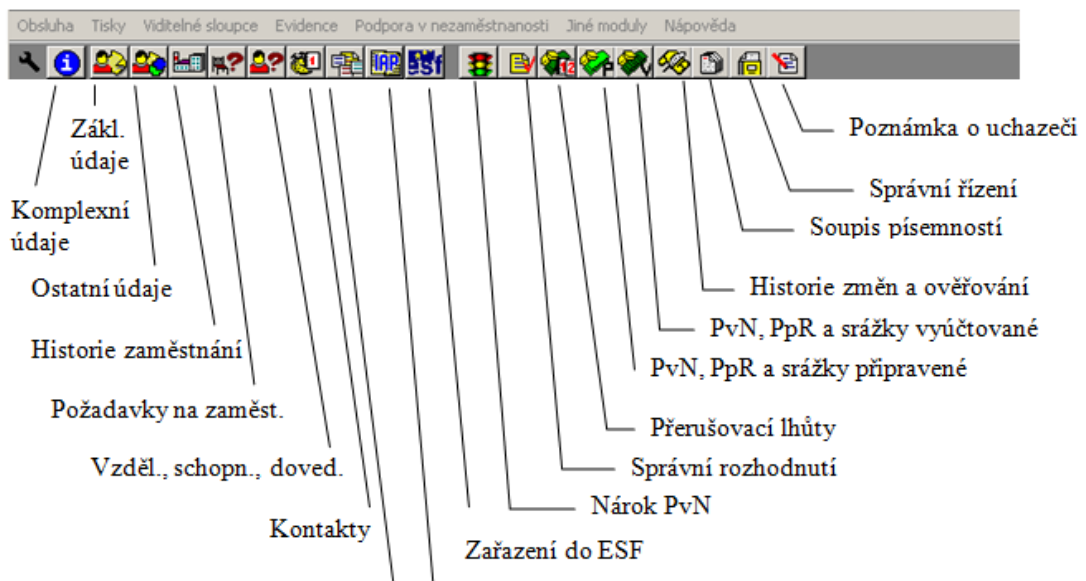 Obsluha Tisky Viditelné sloupce Evidence Podpora v nezaměstnanosti Jiné moduly Nápověda
1 IAP esf 12 P V
Poznámka o uchazeči
Zákl.
údaje
Správní řízení
Komplexní
údaje
Soupis písemností
Ostatní údaje
Historie změn a ověřování
PvN, PpR a srážky vyúčtované
Historie zaměstnání
PvN, PpR a srážky připravené
Požadavky na zaměst.
Přerušovací lhůty
Vzděl., schopn., doved.
Správní rozhodnutí
Nárok PvN
Kontakty
Zařazení do ESF